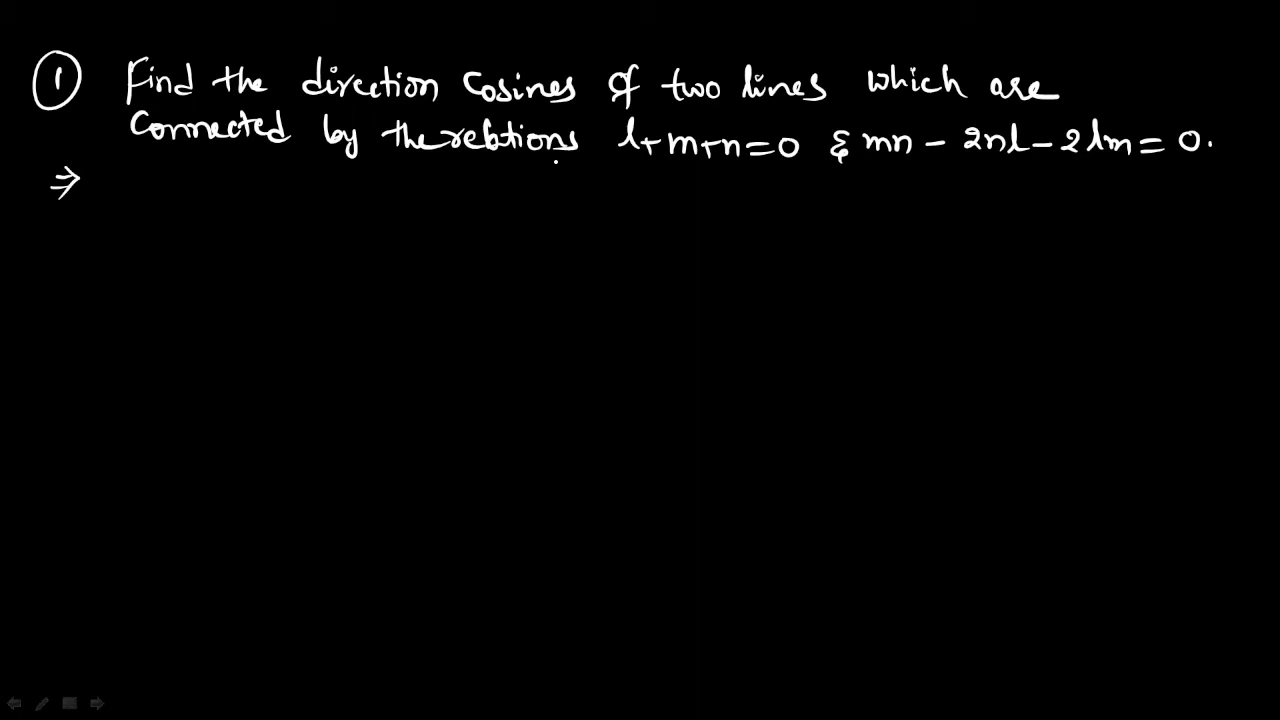 ① Find the direction cosines of two lines which are
connected by the relations l+m+n=0 & mn - 2nl - 2lm = 0.
⇒